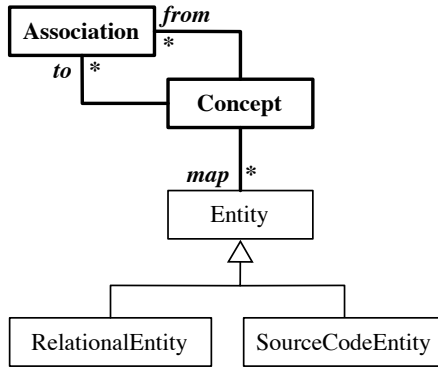 Association
from
*
to
*
Concept
map
*
Entity
RelationalEntity
SourceCodeEntity